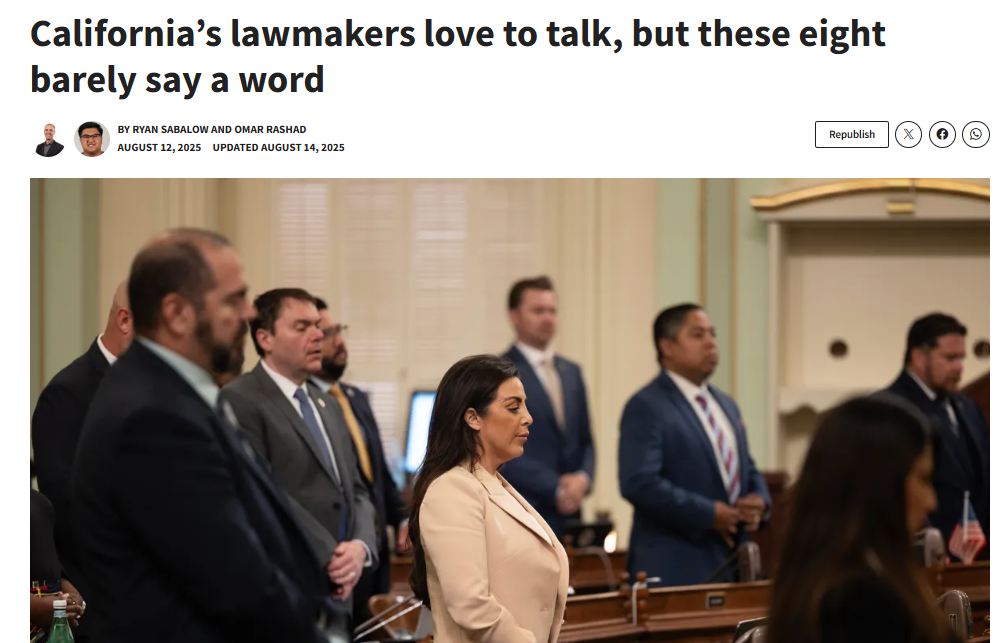 California’s lawmakers love to talk, but these eight
barely say a word
BY RYAN SABALOW AND OMAR RASHAD
AUGUST 12, 2025 UPDATED AUGUST 14, 2025
Republish